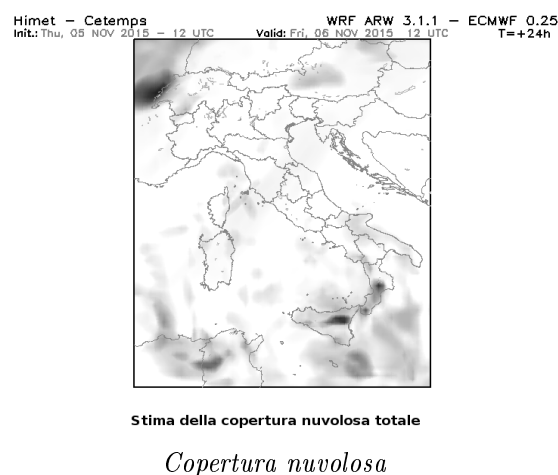 Himet – Cetemps WRF ARW 3.1.1 – ECMWF 0.25
Init.: Thu, 05 NOV 2015 – 12 UTC Valid: Fri, 06 NOV 2015 12 UTC T=+24h
Stima della copertura nuvolosa totale
Copertura nuvolosa